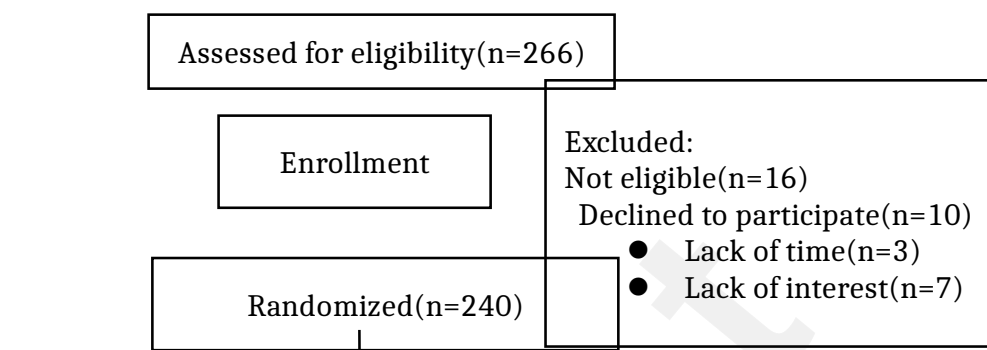 Assessed for eligibility(n=266)
Enrollment
Excluded:
Not eligible(n=16)
Declined to participate(n=10)
● Lack of time(n=3)
● Lack of interest(n=7)
Randomized(n=240)